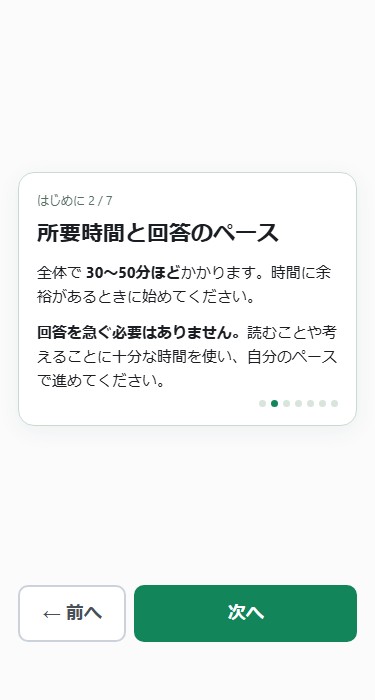 はじめに 2 / 7
所要時間と回答のペース
全体で 30〜50分ほどかかります。時間に余
裕があるときに始めてください。
回答を急ぐ必要はありません。読むことや考
えることに十分な時間を使い、自分のペース
で進めてください。
← 前へ
次へ